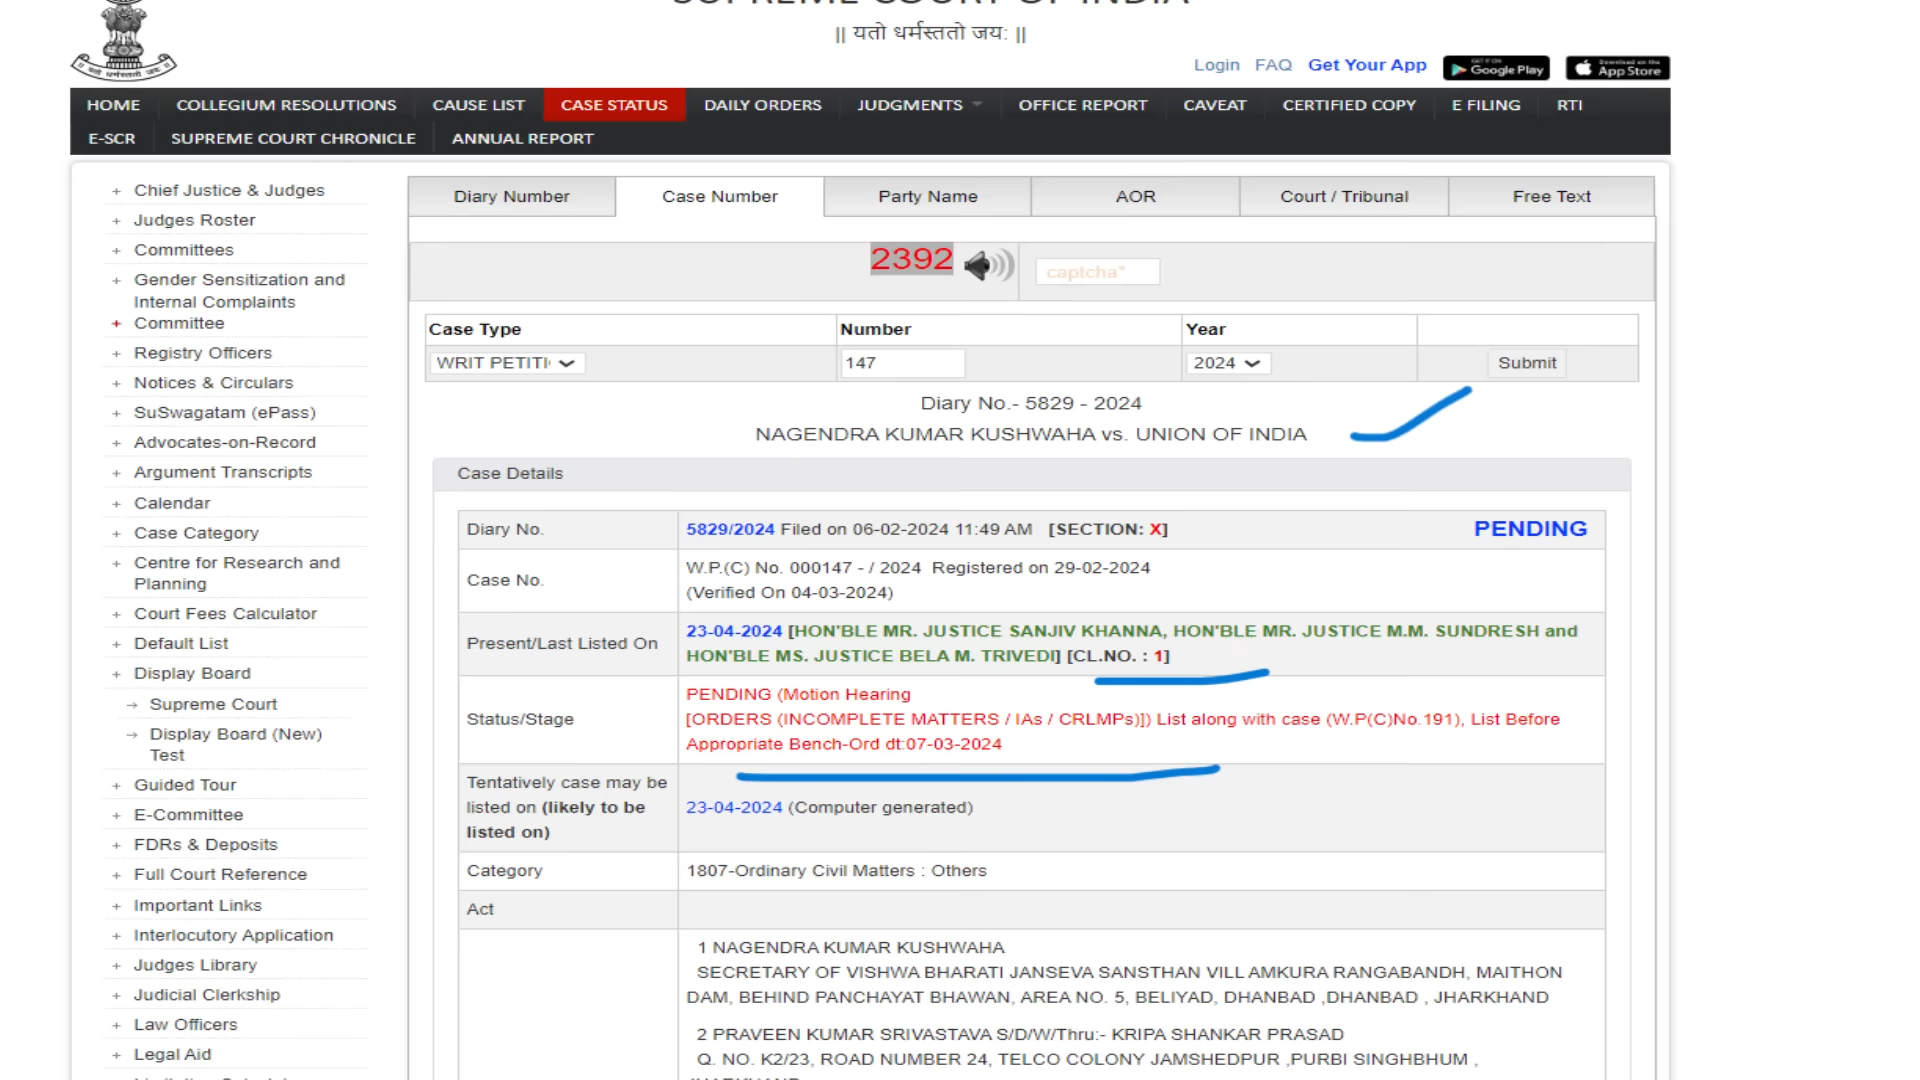 SUPREME COURT OF INDIA
|| यतो धर्मस्ततो जय: ||
Login FAQ Get Your App Google Play Download on the App Store
HOME COLLEGIUM RESOLUTIONS CAUSE LIST CASE STATUS DAILY ORDERS JUDGMENTS OFFICE REPORT CAVEAT CERTIFIED COPY E FILING RTI
E-SCR SUPREME COURT CHRONICLE ANNUAL REPORT
Chief Justice & Judges
Judges Roster
Committees
Gender Sensitization and
Internal Complaints
Committee
Registry Officers
Notices & Circulars
SuSwagatam (ePass)
Advocates-on-Record
Argument Transcripts
Calendar
Case Category
Centre for Research and
Planning
Court Fees Calculator
Default List
Display Board
Supreme Court
Display Board (New)
Test
Guided Tour
E-Committee
FDRs & Deposits
Full Court Reference
Important Links
Interlocutory Application
Judges Library
Judicial Clerkship
Law Officers
Legal Aid
Diary Number Case Number Party Name AOR Court / Tribunal Free Text
2392 captcha*
Case Type Number Year
WRIT PETITI 147 2024 Submit
Diary No.- 5829 - 2024
NAGENDRA KUMAR KUSHWAHA vs. UNION OF INDIA
Case Details
Diary No. 5829/2024 Filed on 06-02-2024 11:49 AM [SECTION: X] PENDING
Case No. W.P.(C) No. 000147 - / 2024 Registered on 29-02-2024
(Verified On 04-03-2024)
Present/Last Listed On 23-04-2024 [HON'BLE MR. JUSTICE SANJIV KHANNA, HON'BLE MR. JUSTICE M.M. SUNDRESH and
HON'BLE MS. JUSTICE BELA M. TRIVEDI] [CL.NO. : 1]
Status/Stage PENDING (Motion Hearing
[ORDERS (INCOMPLETE MATTERS / IAs / CRLMPs)]) List along with case (W.P(C)No.191), List Before
Appropriate Bench-Ord dt:07-03-2024
Tentatively case may be
listed on (likely to be
listed on)
23-04-2024 (Computer generated)
Category 1807-Ordinary Civil Matters : Others
Act
1 NAGENDRA KUMAR KUSHWAHA
SECRETARY OF VISHWA BHARATI JANSEVA SANSTHAN VILL AMKURA RANGABANDH, MAITHON
DAM, BEHIND PANCHAYAT BHAWAN, AREA NO. 5, BELIYAD, DHANBAD ,DHANBAD , JHARKHAND
2 PRAVEEN KUMAR SRIVASTAVA S/D/W/Thru:- KRIPA SHANKAR PRASAD
Q. NO. K2/23, ROAD NUMBER 24, TELCO COLONY JAMSHEDPUR ,PURBI SINGHBHUM ,